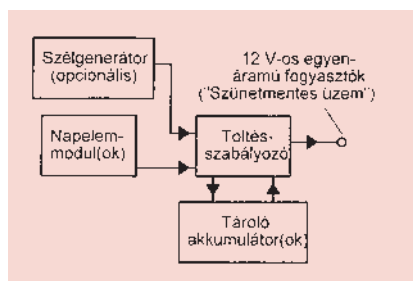 Szélgenerátor
(opcionális)
12 V-os egyen-
áramú fogyasztók
("Szünetmentes üzem")
Napelem-
modul(ok)
Töltés-
szabályozó
Tároló
akkumulátor(ok)